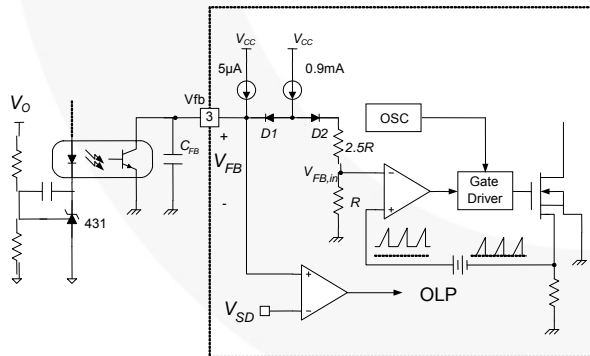 V_CC V_CC
5µA 0.9mA
V_O
Vfb
3
OSC
D1 D2
2.5R
C_FB
+
V_FB
-
V_FB,in
-
Gate
Driver
R
+
431
+
V_SD
-
OLP